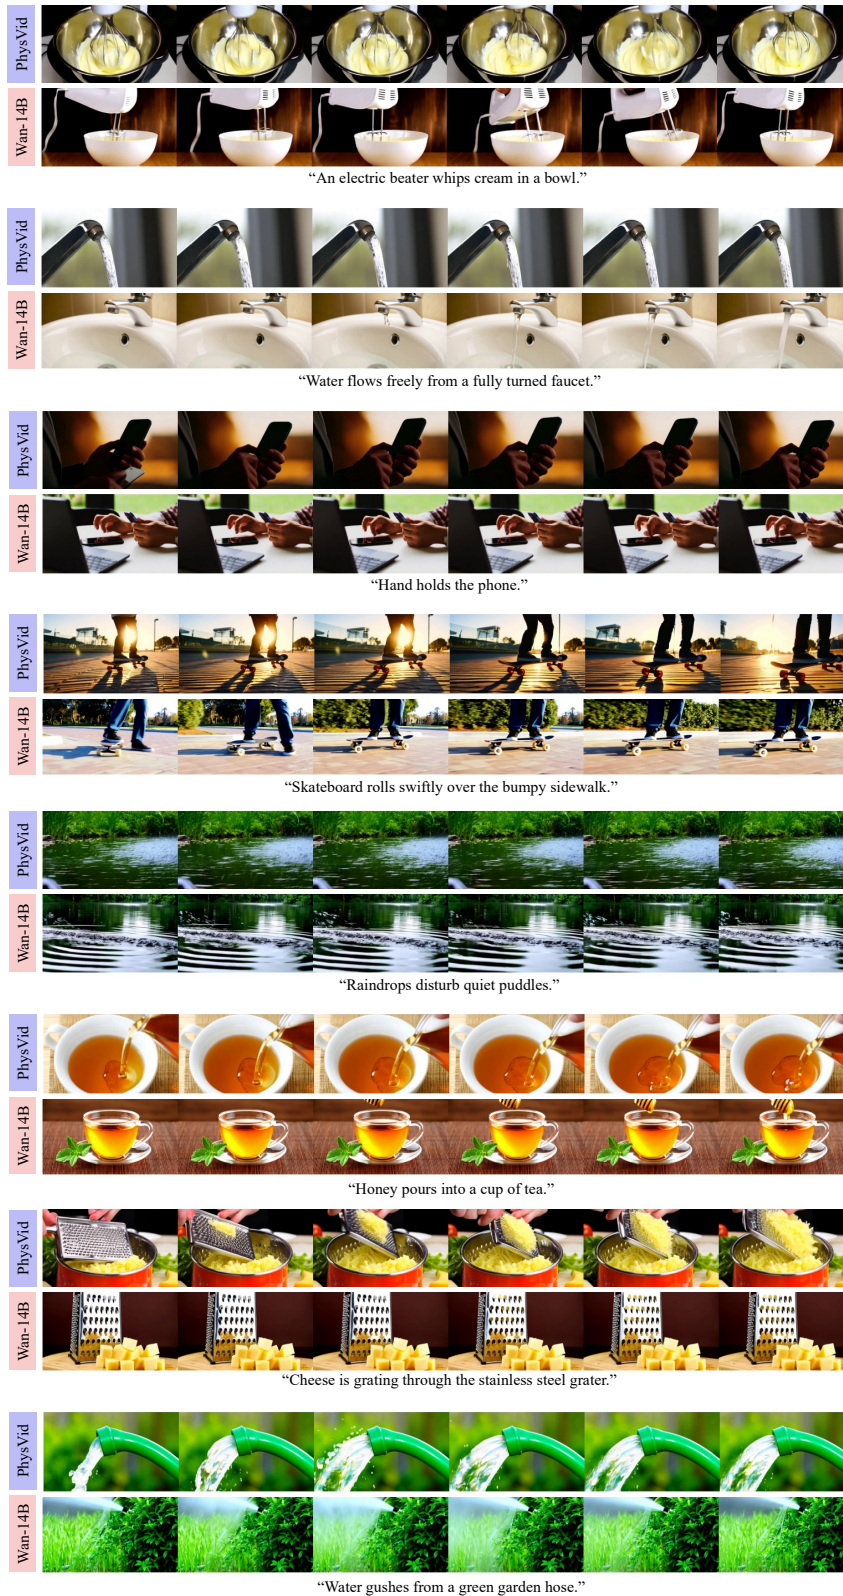 PhysVid
Wan-14B
“An electric beater whips cream in a bowl.”
PhysVid
Wan-14B
“Water flows freely from a fully turned faucet.”
PhysVid
Wan-14B
“Hand holds the phone.”
PhysVid
Wan-14B
“Skateboard rolls swiftly over the bumpy sidewalk.”
PhysVid
Wan-14B
“Raindrops disturb quiet puddles.”
PhysVid
Wan-14B
“Honey pours into a cup of tea.”
PhysVid
Wan-14B
“Cheese is grating through the stainless steel grater.”
PhysVid
Wan-14B
“Water gushes from a green garden hose.”